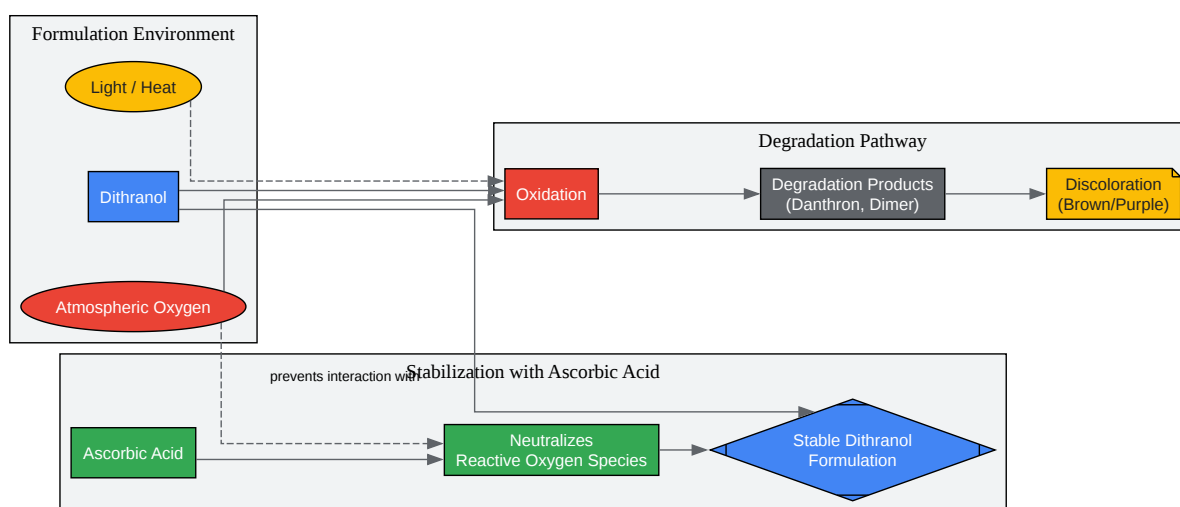 Formulation Environment
Light / Heat
Dithranol
Atmospheric Oxygen
Degradation Pathway
Oxidation
Degradation Products
(Danthron, Dimer)
Discoloration
(Brown/Purple)
Stabilization with Ascorbic Acid
prevents interaction with
Ascorbic Acid
Neutralizes
Reactive Oxygen Species
Stable Dithranol
Formulation